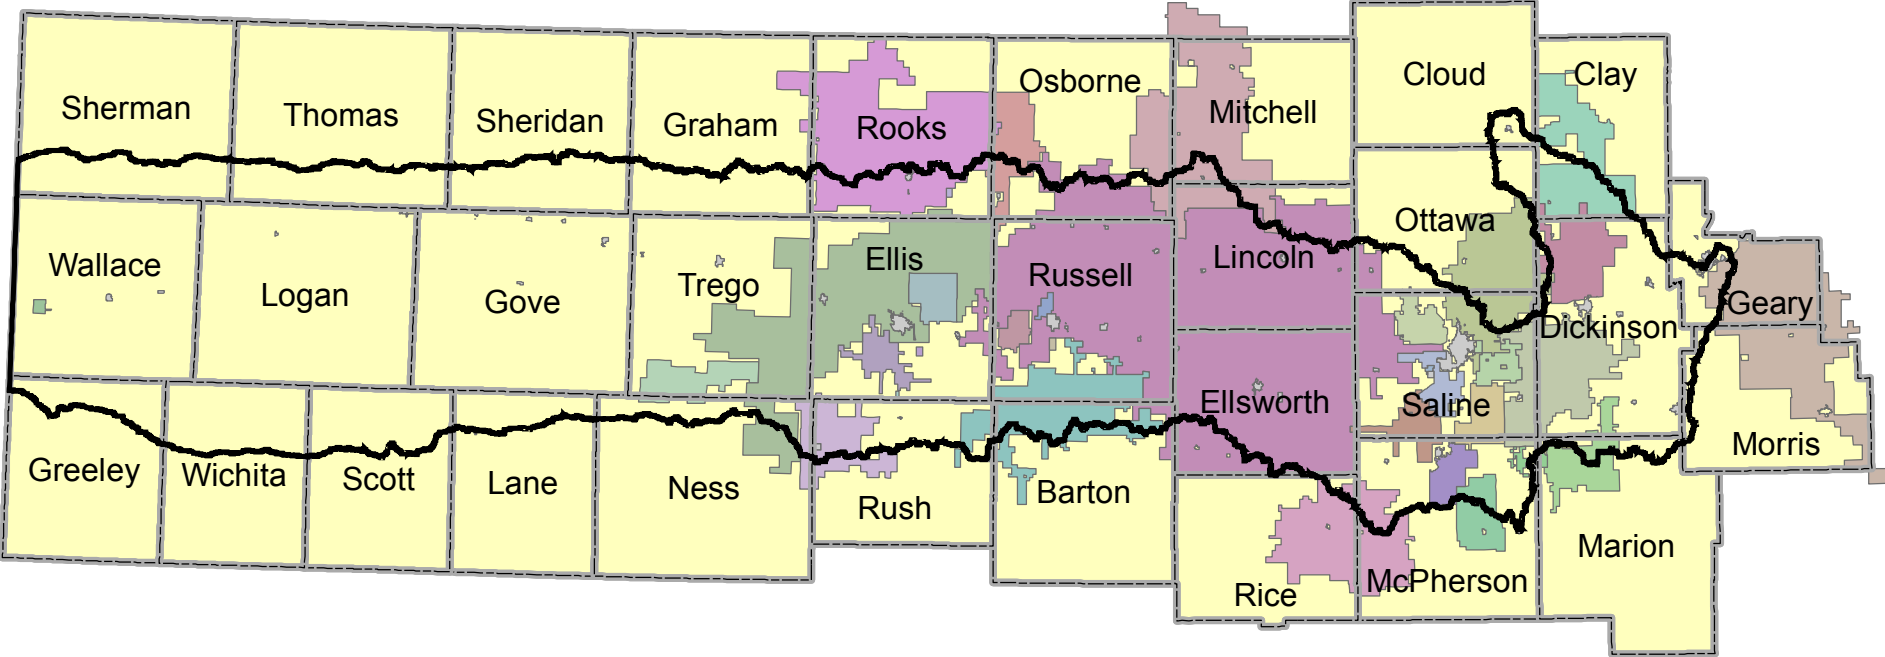 Sherman
Thomas
Sheridan
Graham
Rooks
Osborne
Mitchell
Cloud
Clay
Wallace
Logan
Gove
Trego
Ellis
Russell
Lincoln
Ottawa
Dickinson
Geary
Greeley
Wichita
Scott
Lane
Ness
Rush
Barton
Ellsworth
Saline
Morris
Rice
McPherson
Marion